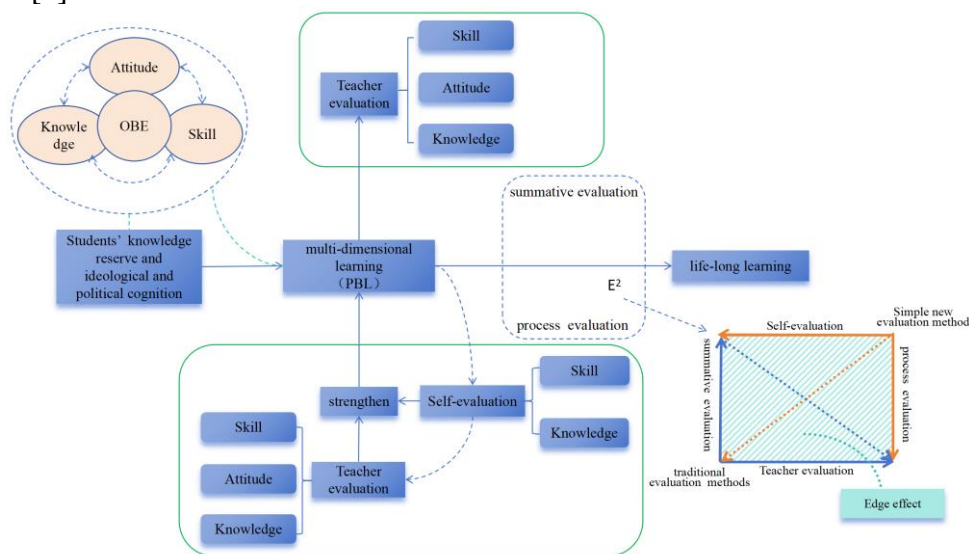 Attitude
Knowle
dge
OBE
Skill
Students’ knowledge
reserve and
ideological and
political cognition
Teacher
evaluation
Skill
Attitude
Knowledge
multi-dimensional
learning
（PBL）
summative evaluation
E²
process evaluation
life-long learning
strengthen
Self-evaluation
Skill
Knowledge
Teacher
evaluation
Skill
Attitude
Knowledge
Simple new
evaluation method
Self-evaluation
summative evaluation
process evaluation
traditional
evaluation methods
Teacher evaluation
Edge effect